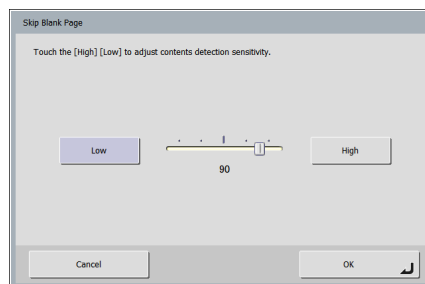 Skip Blank Page
Touch the [High] [Low] to adjust contents detection sensitivity.
Low
High
90
Cancel
OK